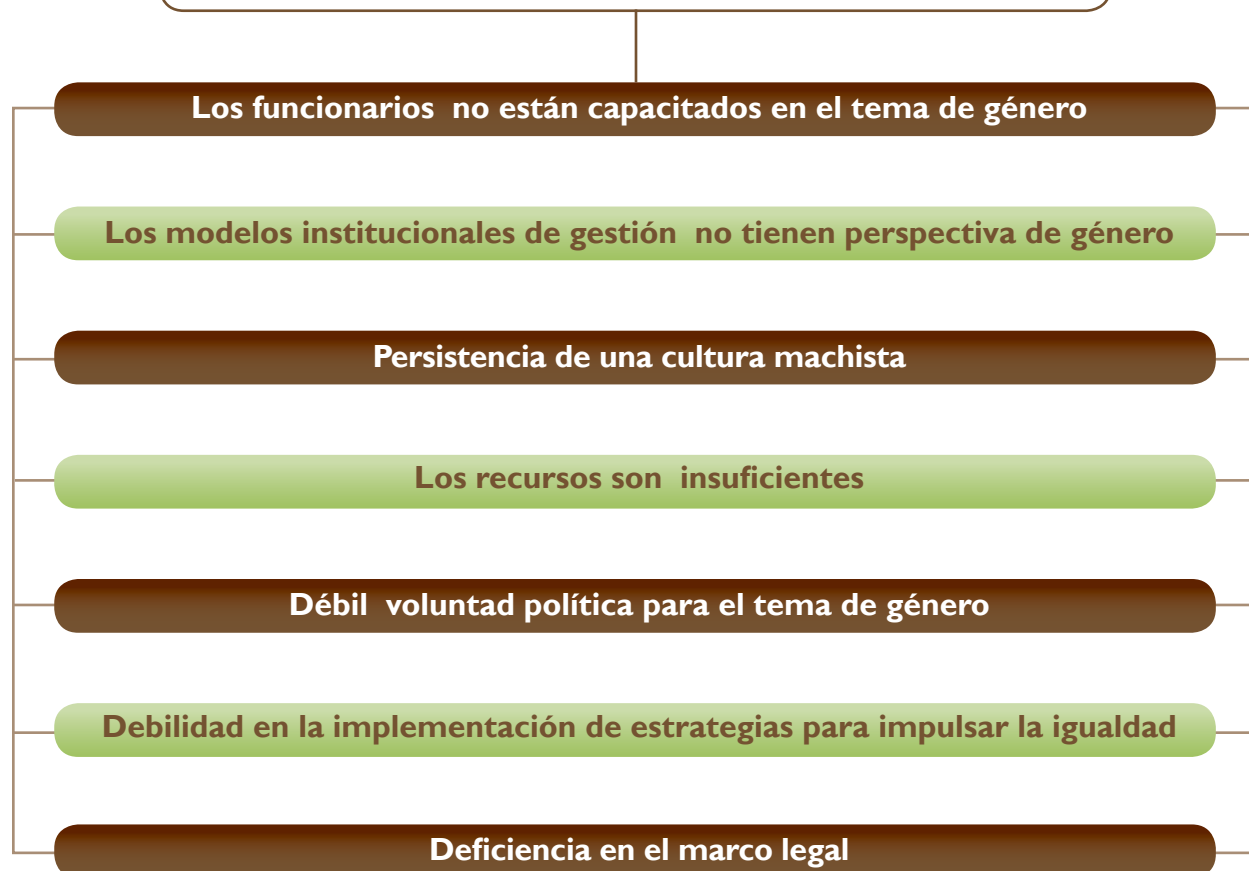 Los funcionarios no están capacitados en el tema de género
Los modelos institucionales de gestión no tienen perspectiva de género
Persistencia de una cultura machista
Los recursos son insuficientes
Débil voluntad política para el tema de género
Debilidad en la implementación de estrategias para impulsar la igualdad
Deficiencia en el marco legal